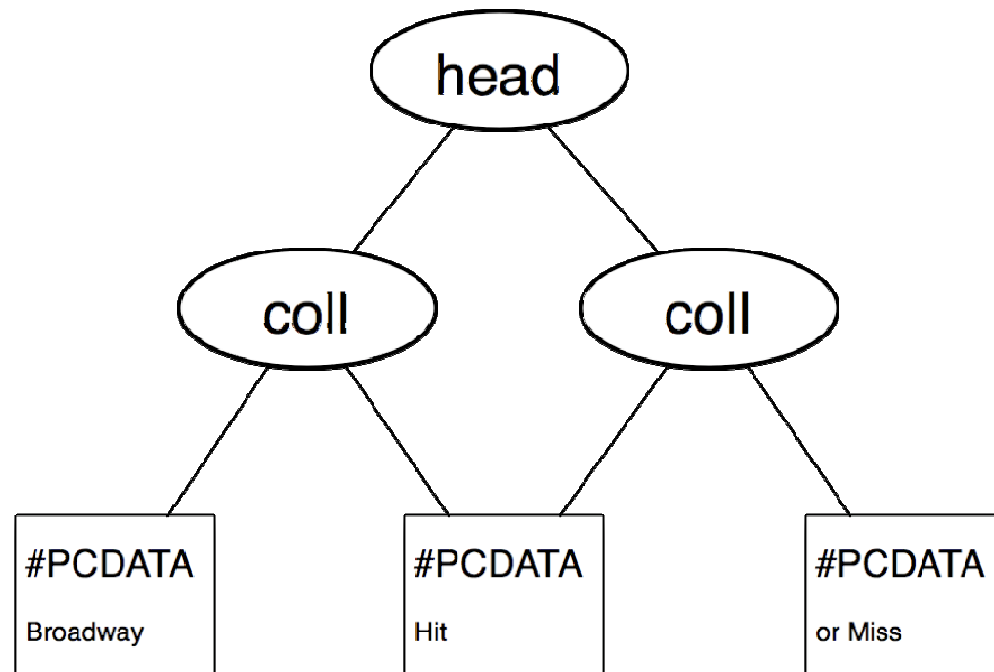 head
coll
coll
#PCDATA
Broadway
#PCDATA
Hit
#PCDATA
or Miss